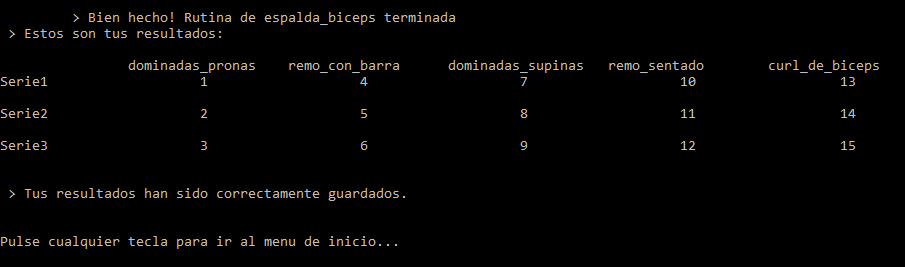 > Bien hecho! Rutina de espalda_biceps terminada
> Estos son tus resultados:
dominadas_pronas remo_con_barra dominadas_supinas remo_sentado curl_de_biceps
Serie1 1 4 7 10 13
Serie2 2 5 8 11 14
Serie3 3 6 9 12 15
> Tus resultados han sido correctamente guardados.
Pulse cualquier tecla para ir al menu de inicio...